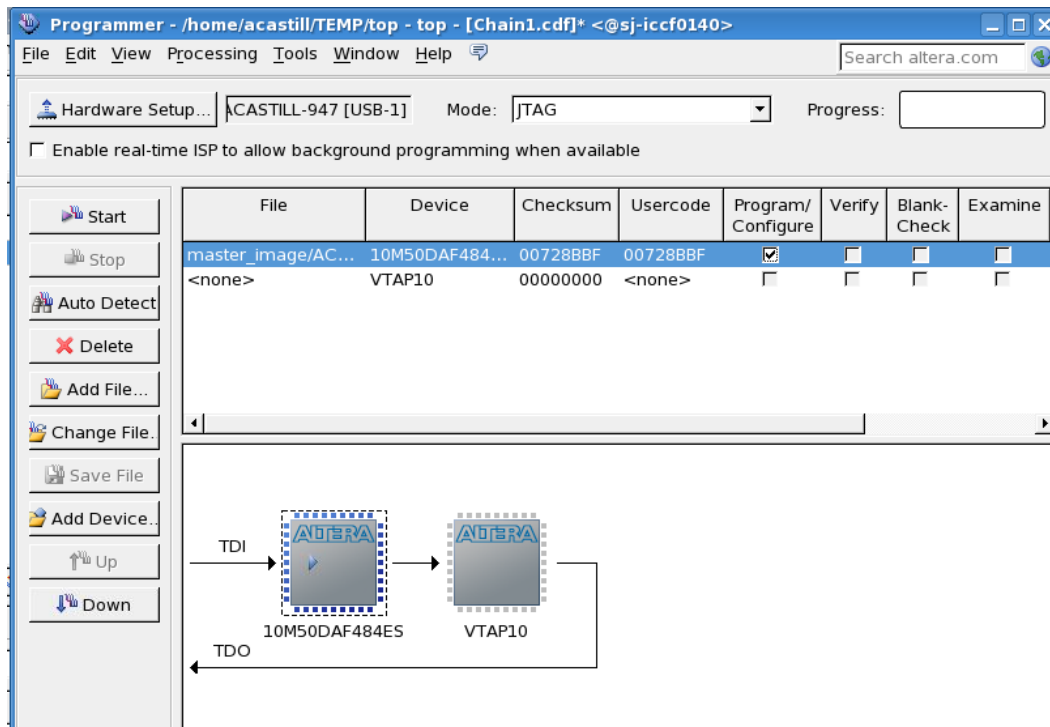 Programmer - /home/acastill/TEMP/top - top - [Chain1.cdf]* <@sj-iccf0140>
File Edit View Processing Tools Window Help Search altera.com
Hardware Setup... ACASTILL-947 [USB-1] Mode: JTAG Progress:
Enable real-time ISP to allow background programming when available
Start
Stop
Auto Detect
Delete
Add File...
Change File.
Save File
Add Device..
Up
Down
File Device Checksum Usercode Program/ Verify Blank- Examine
Configure Check
master_image/AC... 10M50DAF484... 00728BBF 00728BBF
<none> VTAP10 00000000 <none>
TDI
ALTERA ALTERA
10M50DAF484ES VTAP10
TDO